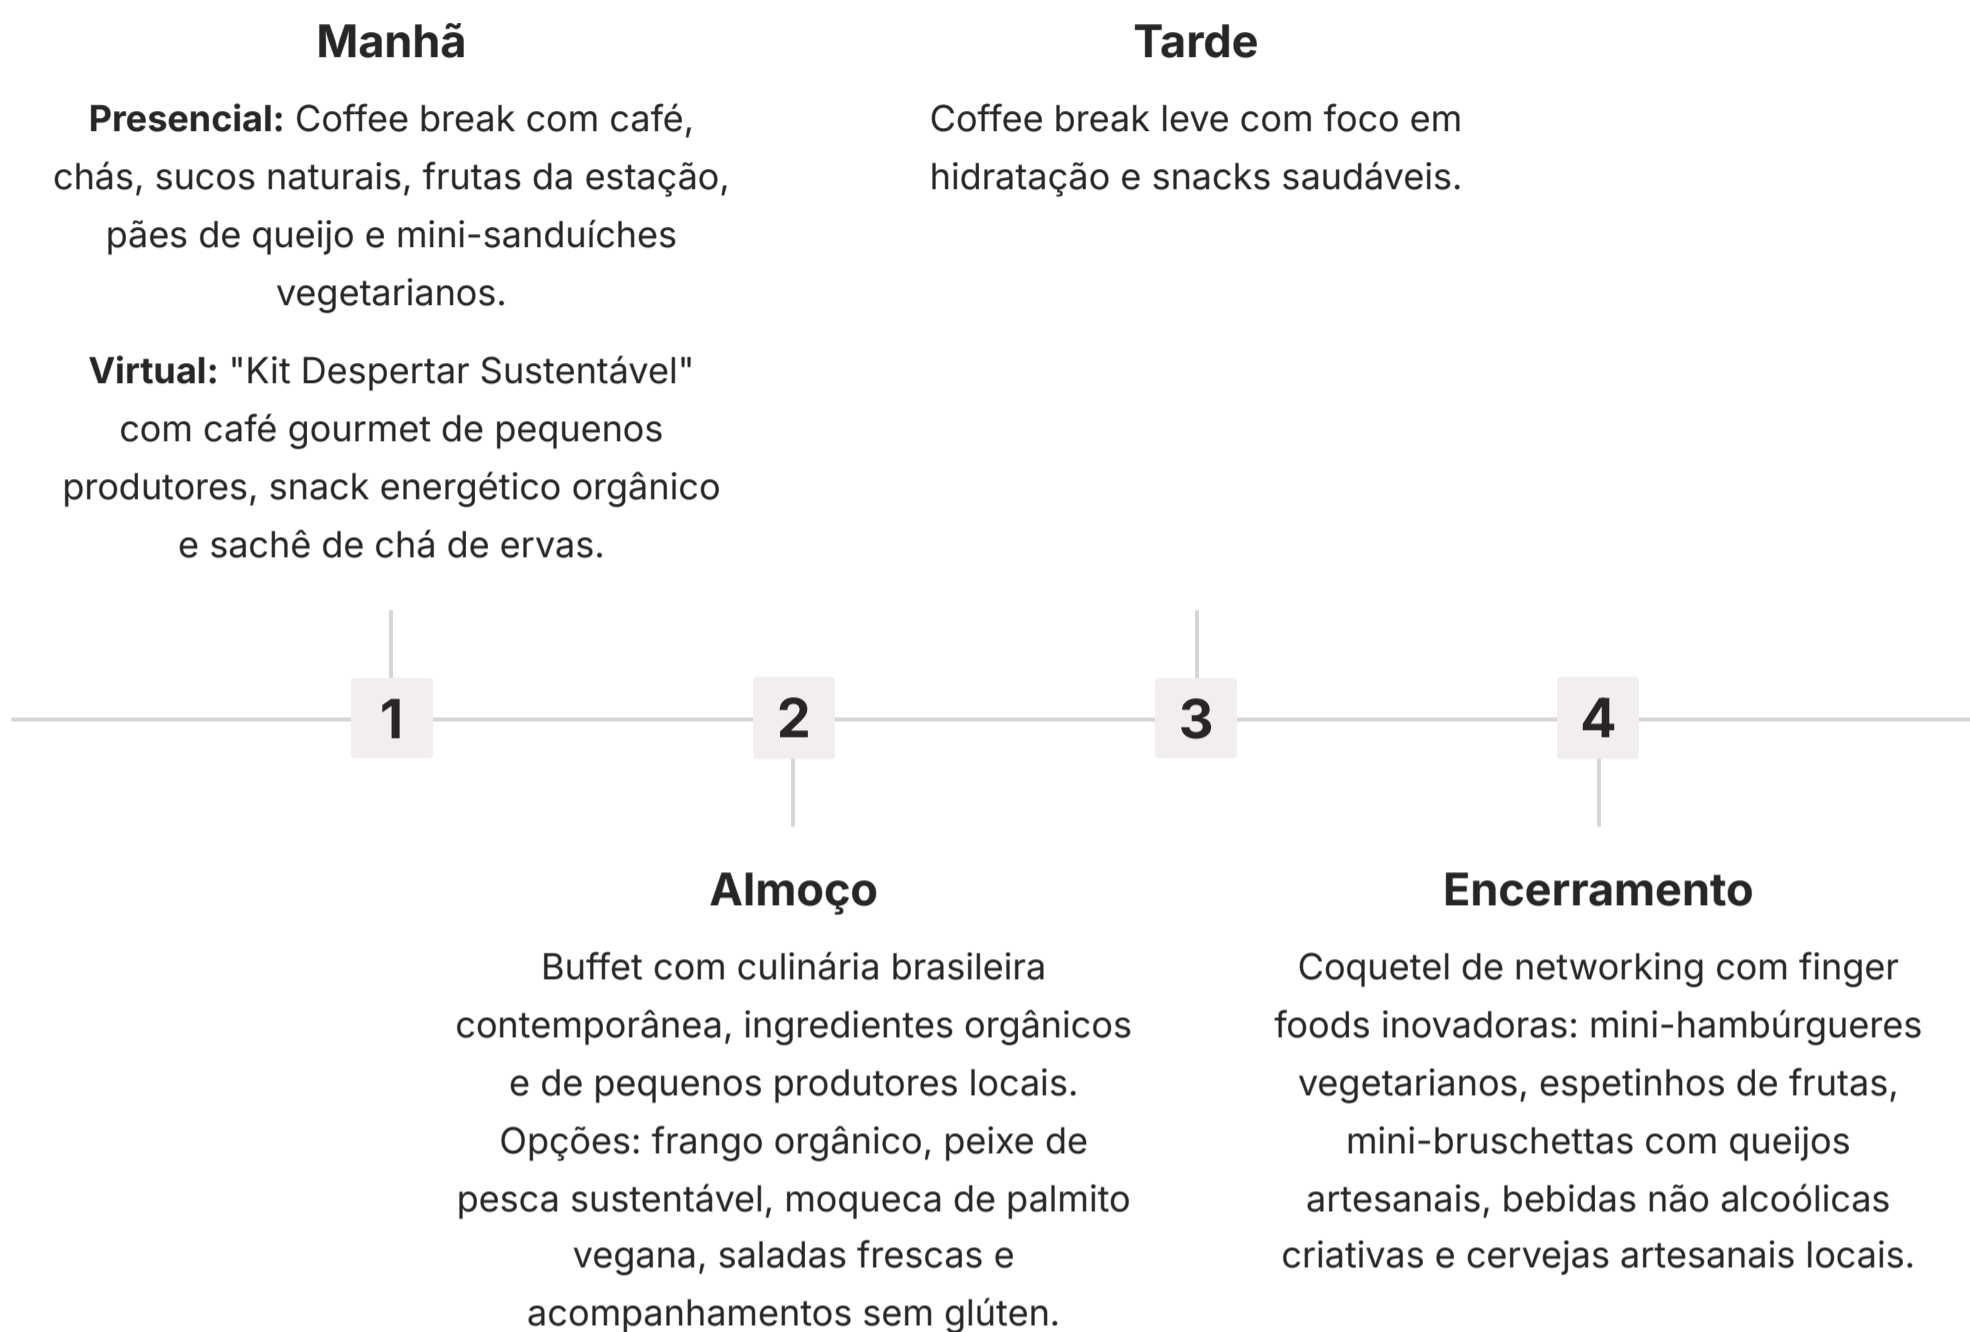 Manhã
Presencial: Coffee break com café,
chás, sucos naturais, frutas da estação,
pães de queijo e mini-sanduíches
vegetarianos.
Virtual: "Kit Despertar Sustentável"
com café gourmet de pequenos
produtores, snack energético orgânico
e sachê de chá de ervas.
Tarde
Coffee break leve com foco em
hidratação e snacks saudáveis.
1
2
3
4
Almoço
Buffet com culinária brasileira
contemporânea, ingredientes orgânicos
e de pequenos produtores locais.
Opções: frango orgânico, peixe de
pesca sustentável, moqueca de palmito
vegana, saladas frescas e
acompanhamentos sem glúten.
Encerramento
Coquetel de networking com finger
foods inovadoras: mini-hambúrgueres
vegetarianos, espetinhos de frutas,
mini-bruschettas com queijos
artesanais, bebidas não alcoólicas
criativas e cervejas artesanais locais.